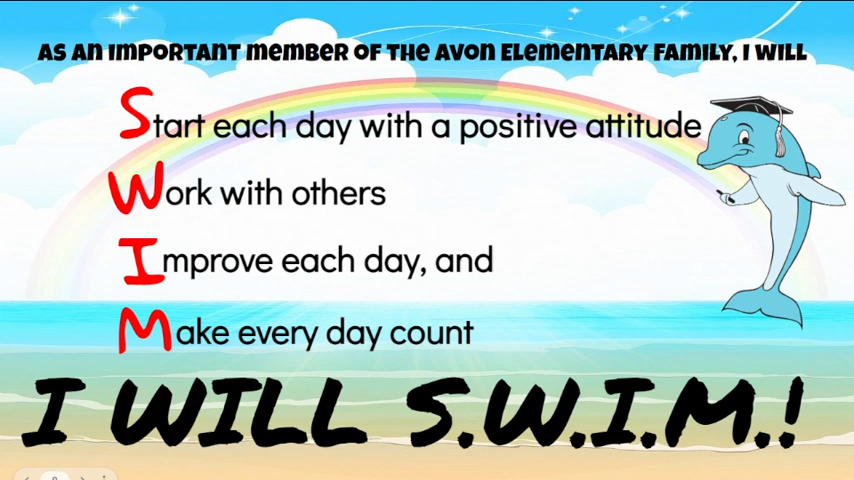 AS AN IMPORTANT MEMBER OF THE AVON ELEMENTARY FAMILY, I WILL
Start each day with a positive attitude
Work with others
Improve each day, and
Make every day count
I WILL S.W.I.M.!